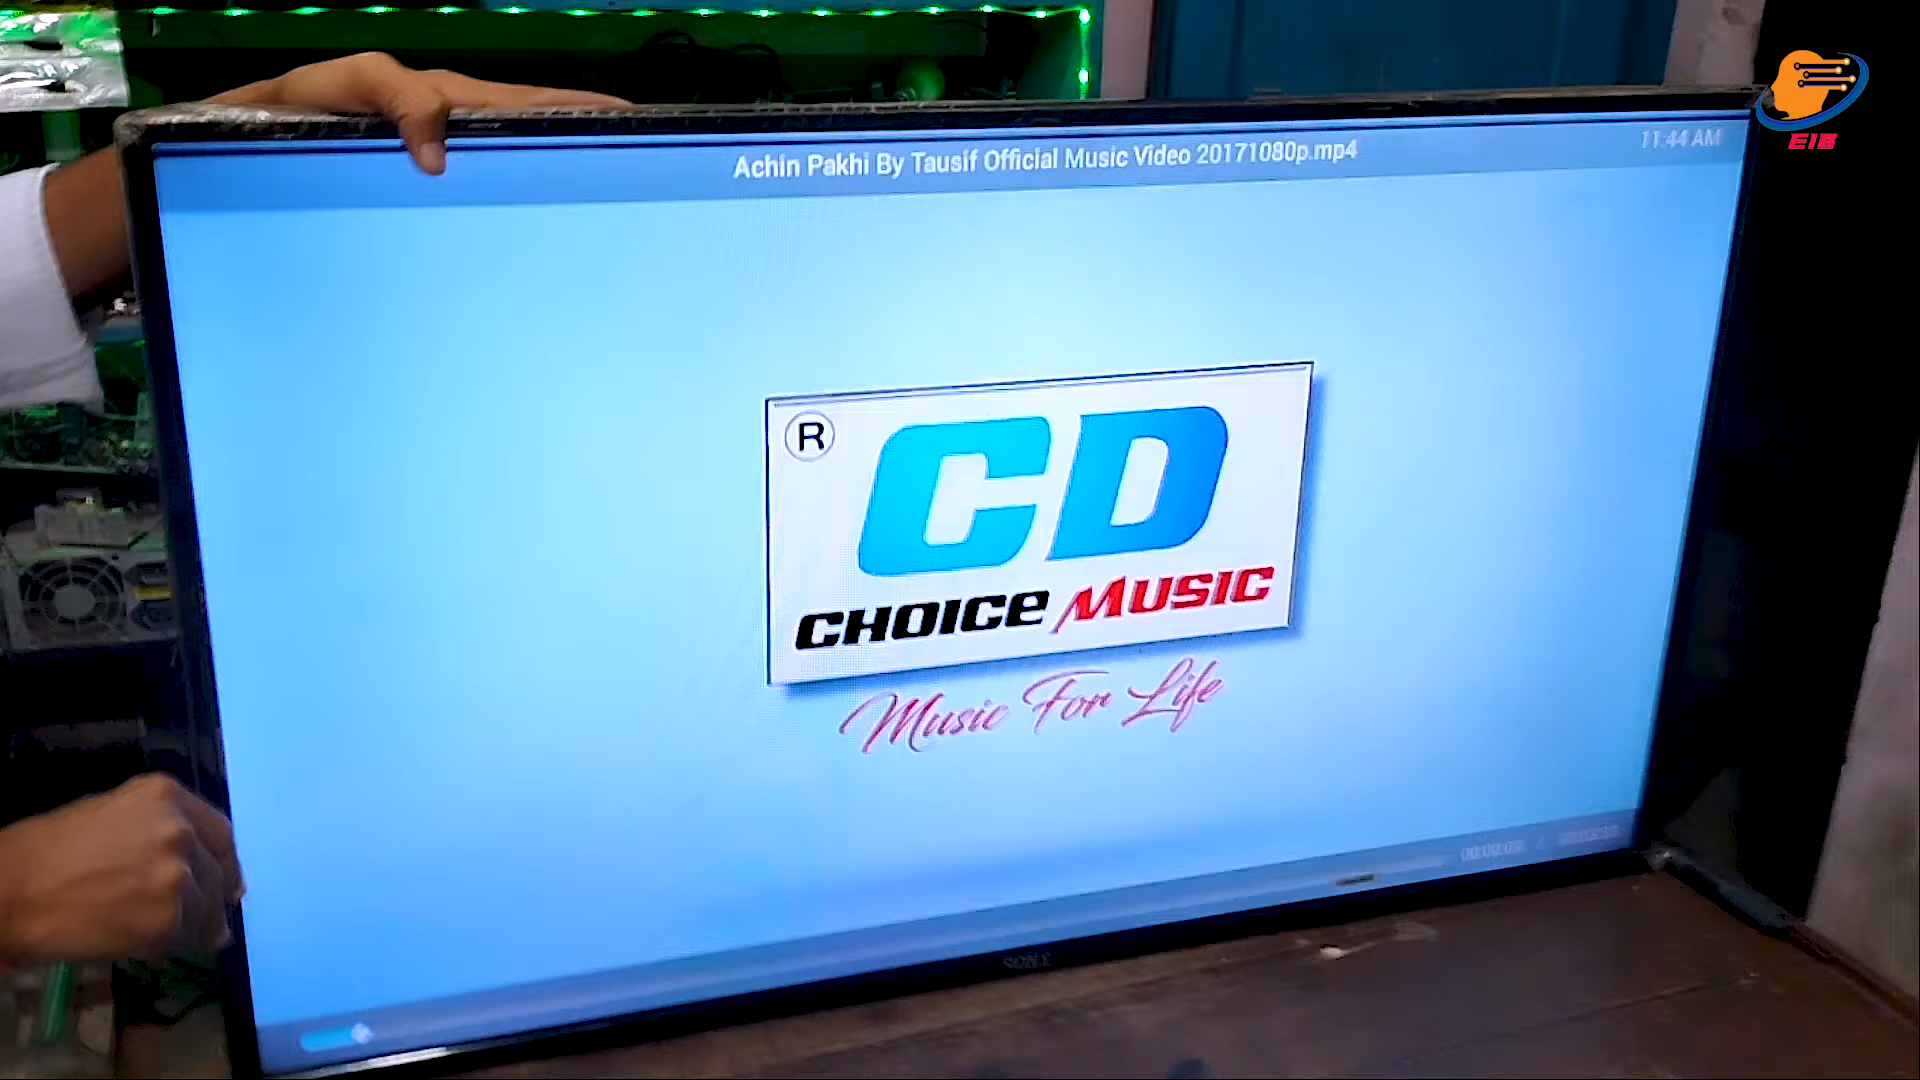 Achin Pakhi By Tausif Official Music Video 20171080p.mp4
11:44 AM
EIB
R
CD
CHOICE MUSIC
Music For Life
SONY